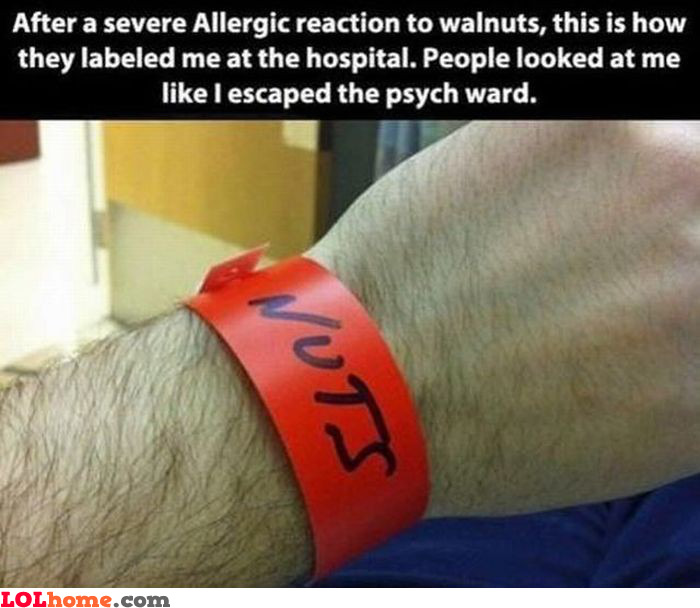 After a severe Allergic reaction to walnuts, this is how
they labeled me at the hospital. People looked at me
like I escaped the psych ward.
NUTS
LOLhome.com